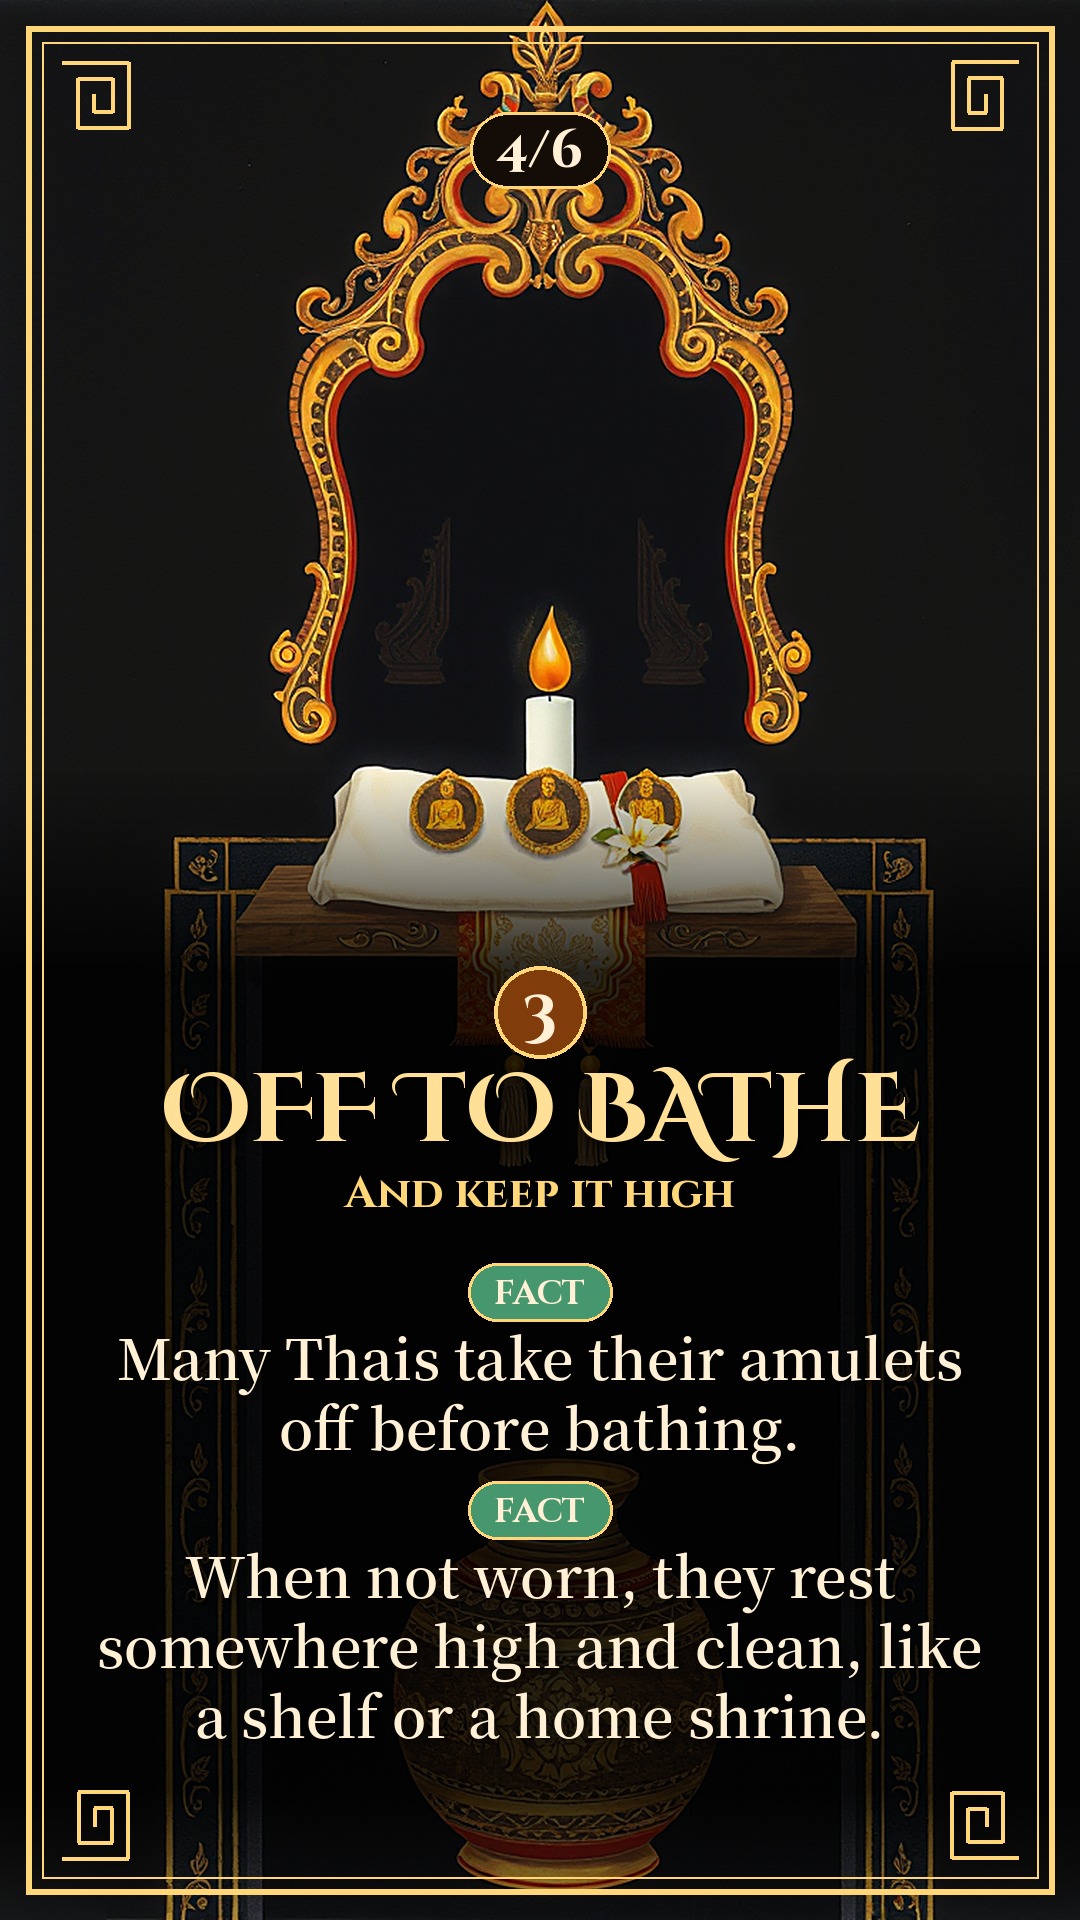 4/6
3
OFF TO BATHE
AND KEEP IT HIGH
FACT
Many Thais take their amulets
off before bathing.
FACT
When not worn, they rest
somewhere high and clean, like
a shelf or a home shrine.